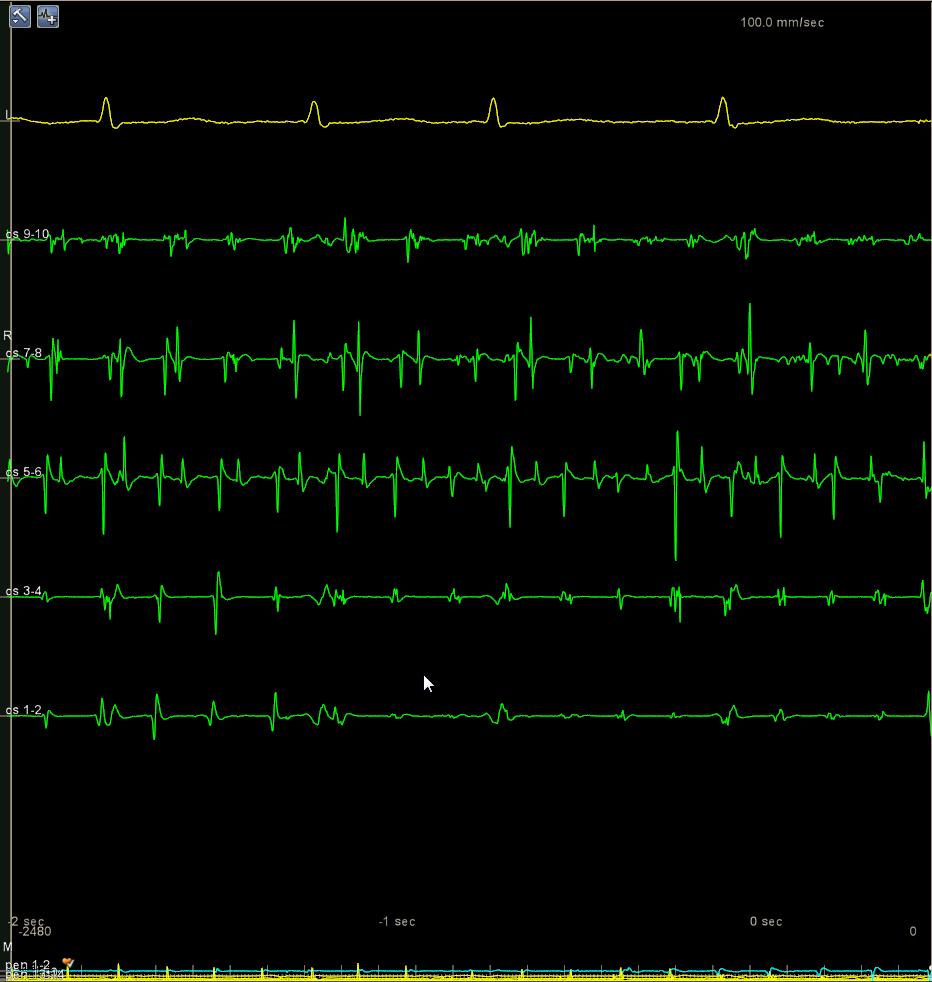 100.0 mm/sec
I
cs 9-10
R
cs 7-8
cs 5-6
cs 3-4
cs 1-2
-2 sec
-1 sec
0 sec
-2480
0
M
pen 1-2